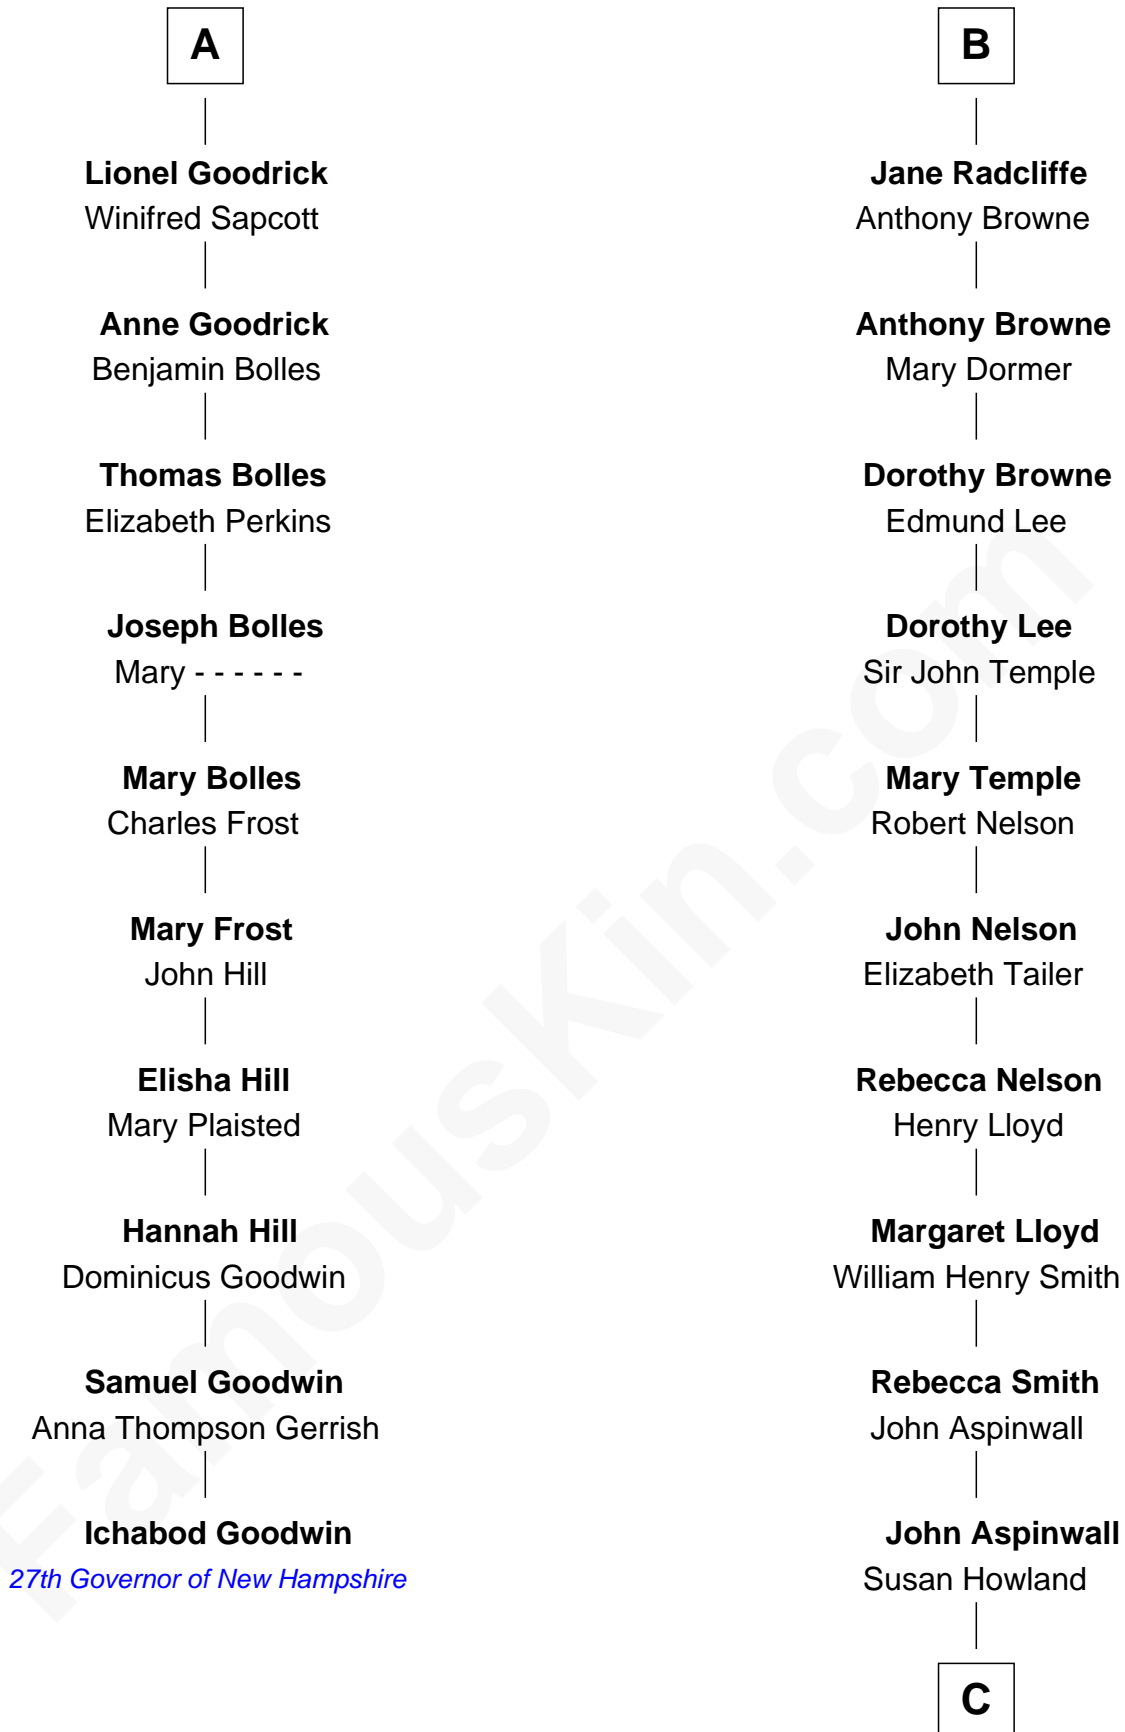 A
Lionel Goodrick
Winifred Sapcott
Anne Goodrick
Benjamin Bolles
Thomas Bolles
Elizabeth Perkins
Joseph Bolles
Mary - - - - - -
Mary Bolles
Charles Frost
Mary Frost
John Hill
Elisha Hill
Mary Plaisted
Hannah Hill
Dominicus Goodwin
Samuel Goodwin
Anna Thompson Gerrish
Ichabod Goodwin
27th Governor of New Hampshire
B
Jane Radcliffe
Anthony Browne
Anthony Browne
Mary Dormer
Dorothy Browne
Edmund Lee
Dorothy Lee
Sir John Temple
Mary Temple
Robert Nelson
John Nelson
Elizabeth Tailer
Rebecca Nelson
Henry Lloyd
Margaret Lloyd
William Henry Smith
Rebecca Smith
John Aspinwall
John Aspinwall
Susan Howland
C
FamousKin.com